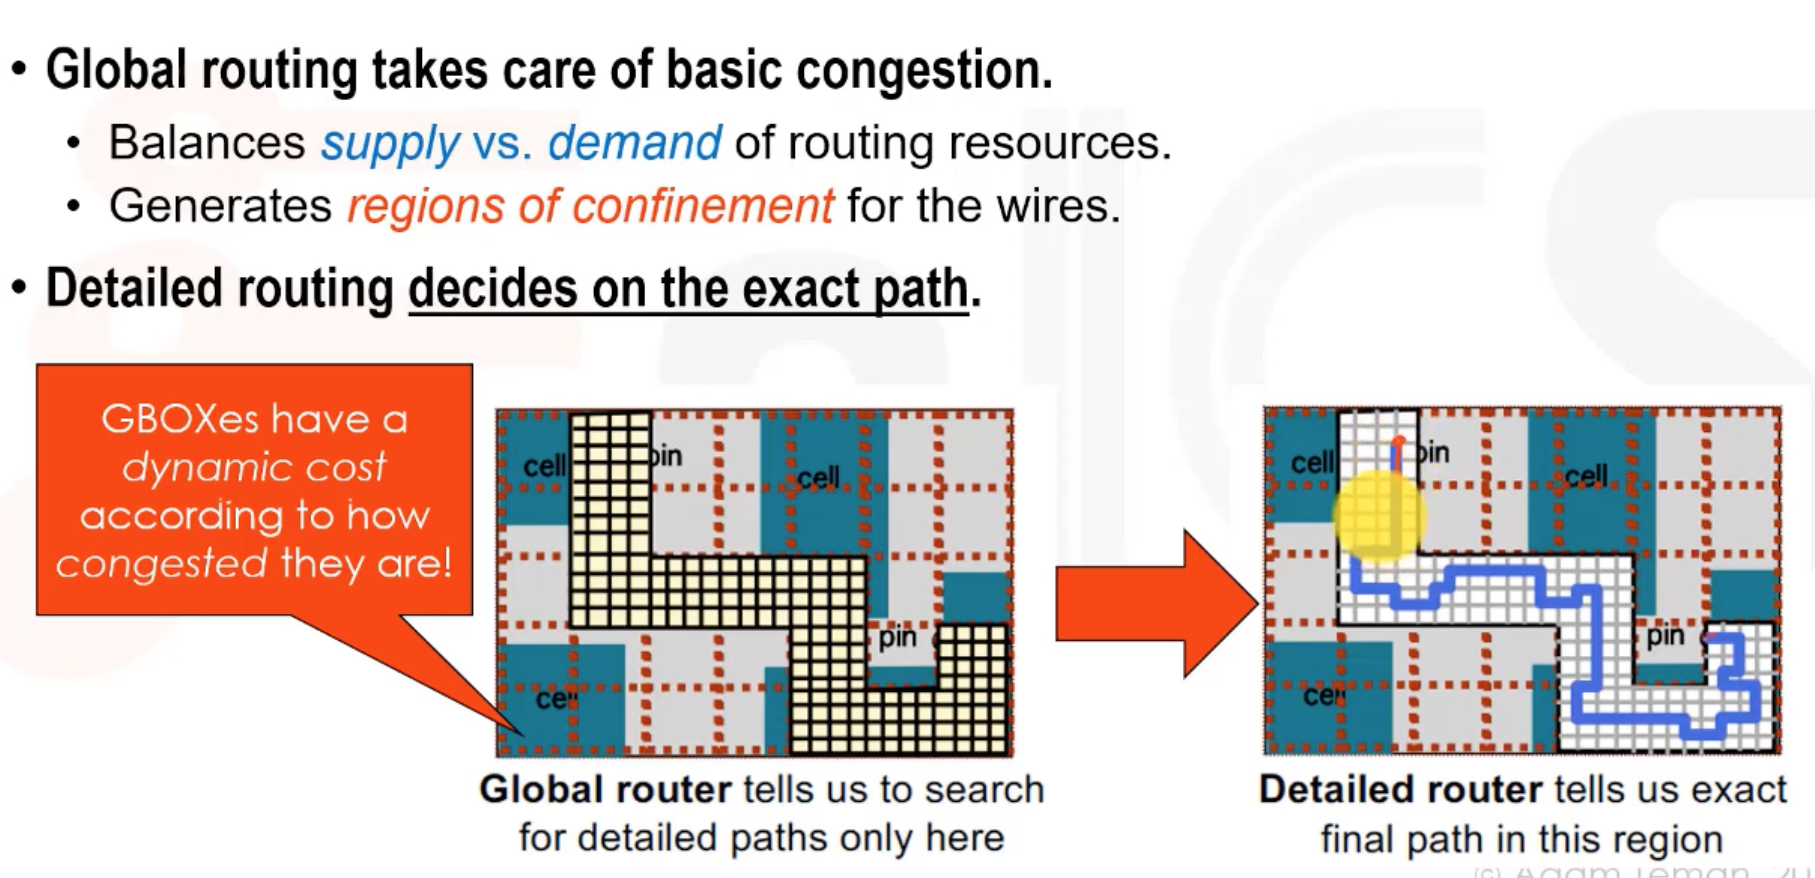 • Global routing takes care of basic congestion.
• Balances supply vs. demand of routing resources.
• Generates regions of confinement for the wires.
• Detailed routing decides on the exact path.
GBOXes have a
dynamic cost
according to how
congested they are!
cell
pin
cell
pin
cell
Global router tells us to search
for detailed paths only here
cell
pin
cell
pin
cell
Detailed router tells us exact
final path in this region
(c) Adam Teman, 20